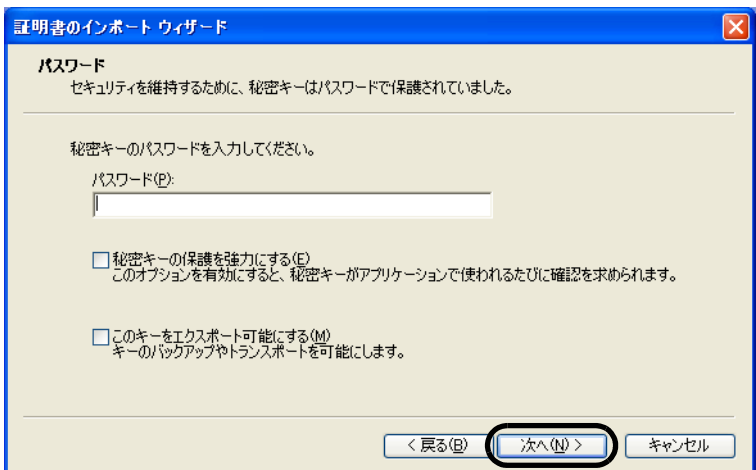 証明書のインポート ウィザード
パスワード
セキュリティを維持するために、秘密キーはパスワードで保護されていました。
秘密キーのパスワードを入力してください。
パスワード(P):
秘密キーの保護を強力にする(E)
このオプションを有効にすると、秘密キーがアプリケーションで使われるたびに確認を求められます。
このキーをエクスポート可能にする(M)
キーのバックアップやトランスポートを可能にします。
< 戻る(B) 次へ(N) > キャンセル